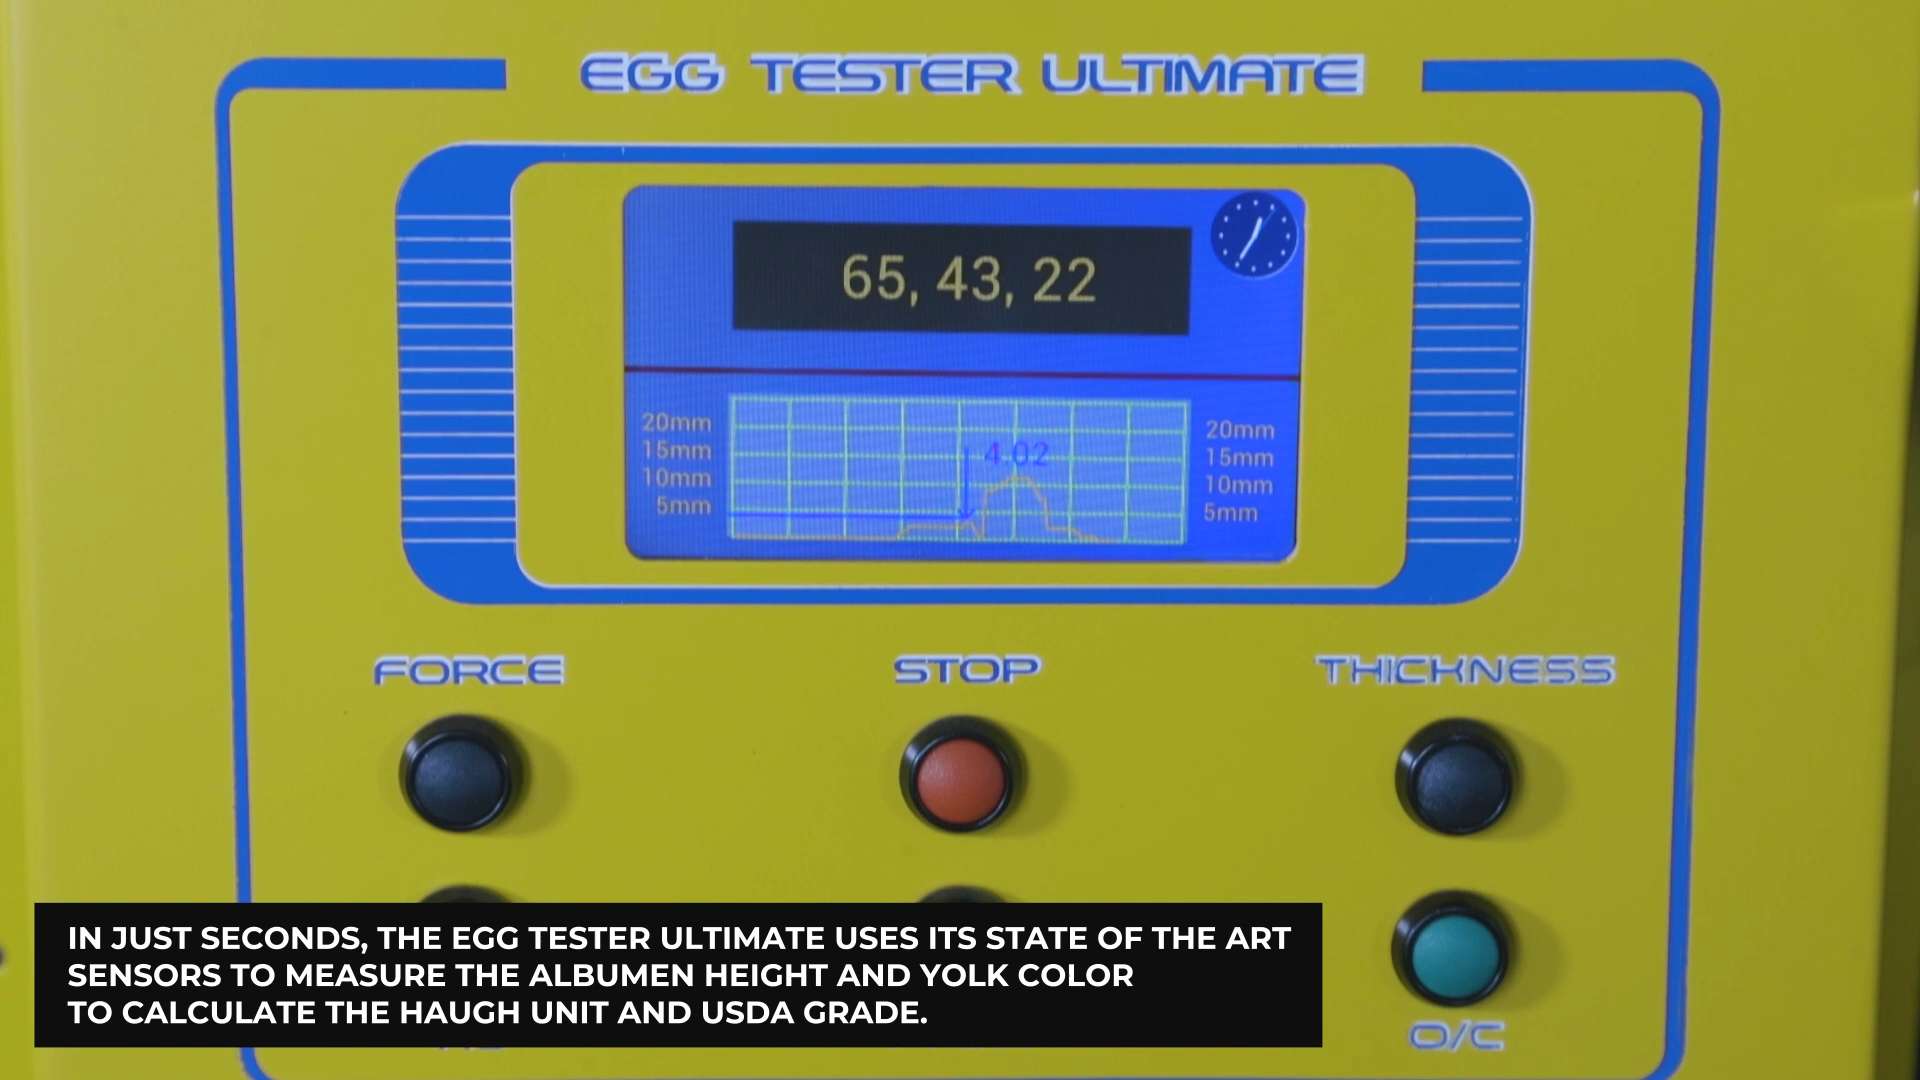 EGG TESTER ULTIMATE
65, 43, 22
20mm
15mm
10mm
5mm
4.02
20mm
15mm
10mm
5mm
FORCE
STOP
THICKNESS
O/C
IN JUST SECONDS, THE EGG TESTER ULTIMATE USES ITS STATE OF THE ART
SENSORS TO MEASURE THE ALBUMEN HEIGHT AND YOLK COLOR
TO CALCULATE THE HAUGH UNIT AND USDA GRADE.